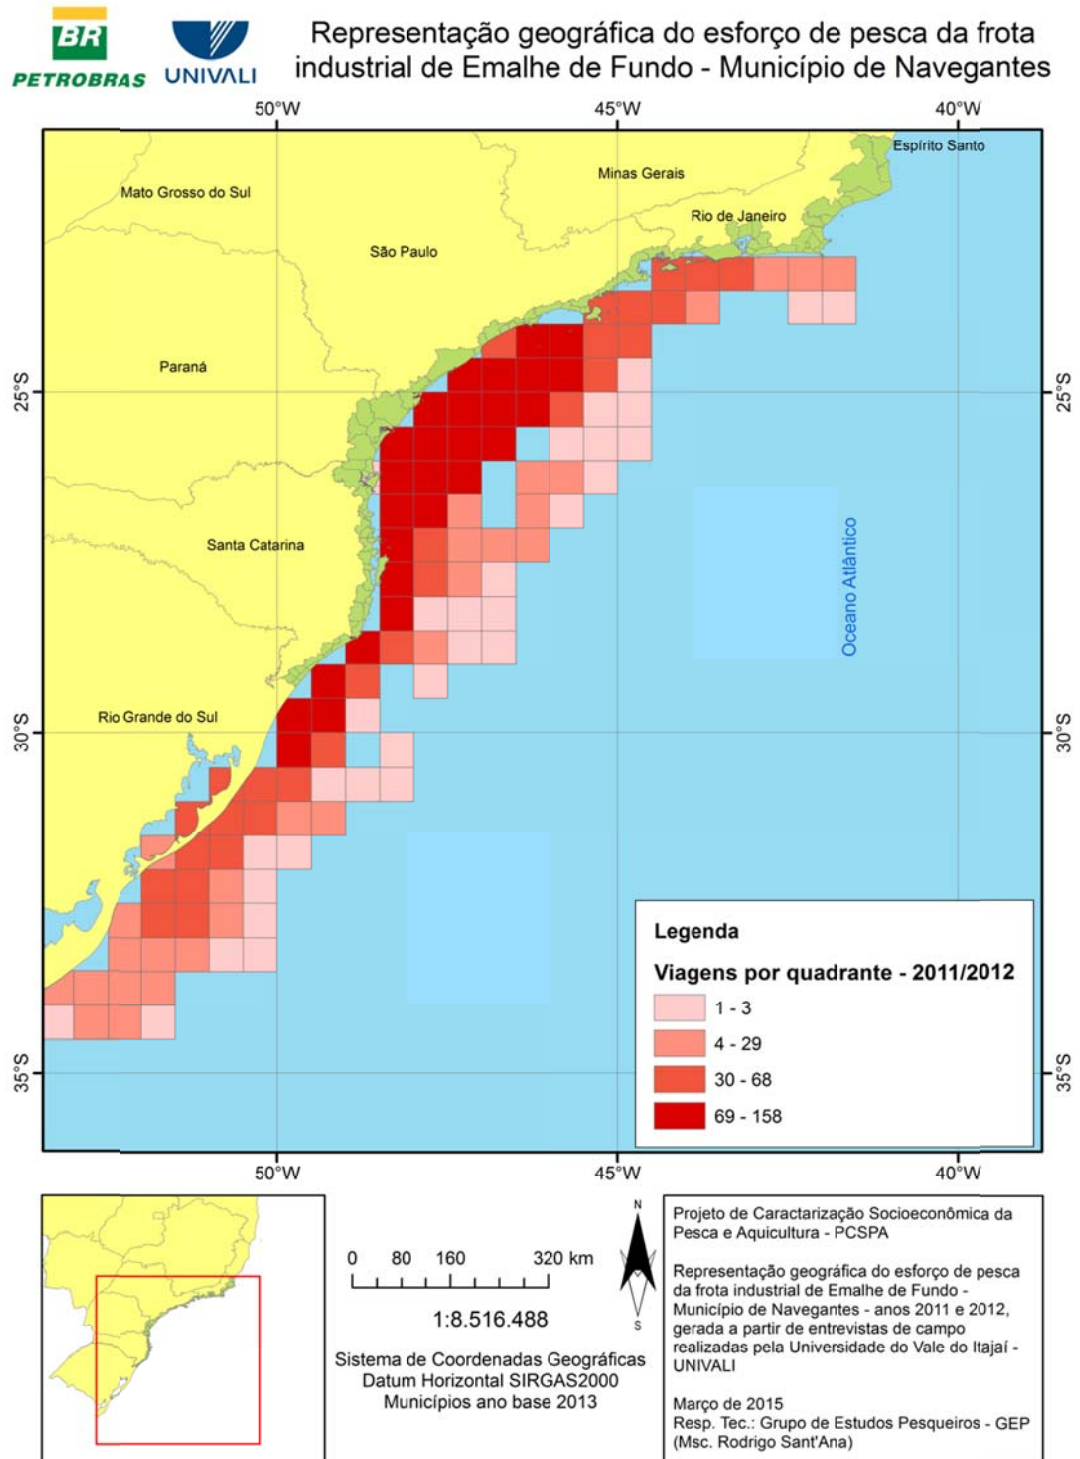 BR
PETROBRAS
UNIVALI
Representação geográfica do esforço de pesca da frota
industrial de Emalhe de Fundo - Município de Navegantes
50°W
45°W
40°W
Espírito Santo
Minas Gerais
Mato Grosso do Sul
Rio de Janeiro
São Paulo
Paraná
25°S
25°S
Santa Catarina
Oceano Atlântico
Rio Grande do Sul
30°S
30°S
Legenda
Viagens por quadrante - 2011/2012
1 - 3
4 - 29
30 - 68
69 - 158
35°S
35°S
50°W
45°W
40°W
0 80 160 320 km
1:8.516.488
Sistema de Coordenadas Geográficas
Datum Horizontal SIRGAS2000
Municípios ano base 2013
N
S
Projeto de Caractarização Socioeconômica da
Pesca e Aquicultura - PCSPA
Representação geográfica do esforço de pesca
da frota industrial de Emalhe de Fundo -
Município de Navegantes - anos 2011 e 2012,
gerada a partir de entrevistas de campo
realizadas pela Universidade do Vale do Itajaí -
UNIVALI
Março de 2015
Resp. Tec.: Grupo de Estudos Pesqueiros - GEP
(Msc. Rodrigo Sant'Ana)